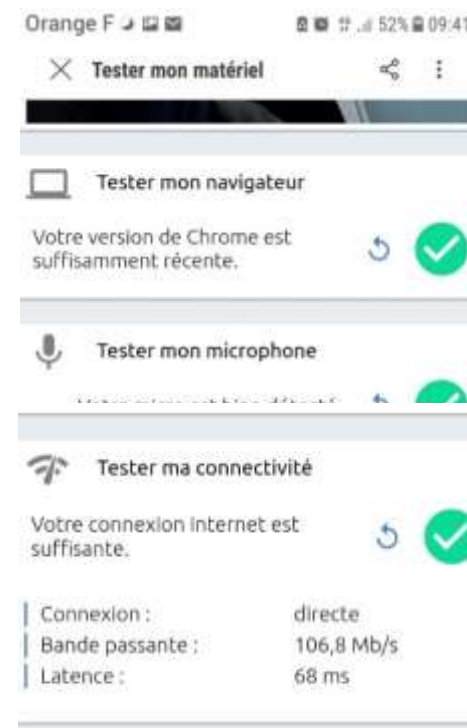 Orange F 52% 09:41
Tester mon matériel
Tester mon navigateur
Votre version de Chrome est
suffisamment récente.
Tester mon microphone
Tester ma connectivité
Votre connexion internet est
suffisante.
Connexion : directe
Bande passante : 106,8 Mb/s
Latence : 68 ms